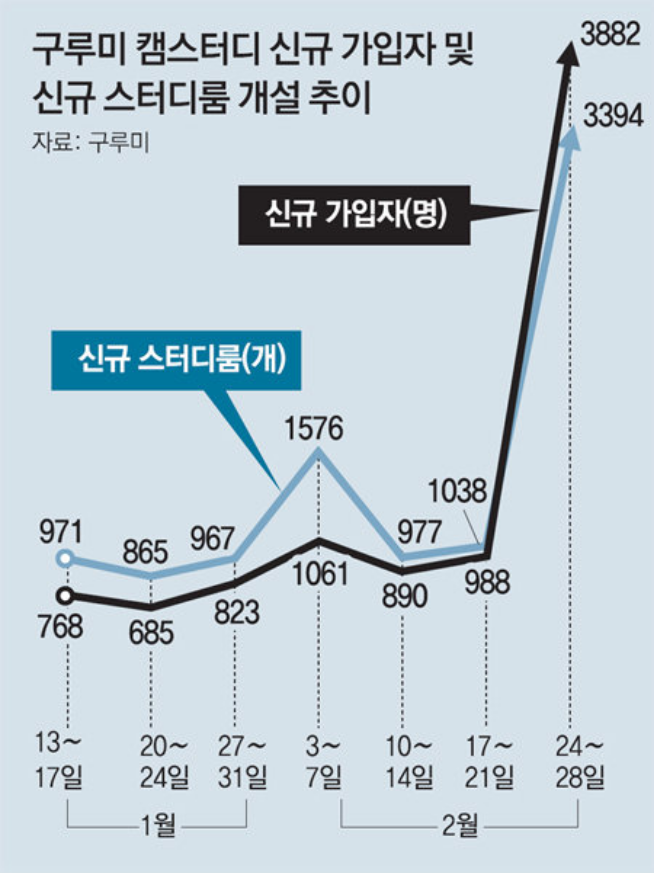 구루미 캠스터디 신규 가입자 및
신규 스터디룸 개설 추이
자료: 구루미
3882
3394
신규 가입자(명)
신규 스터디룸(개)
1576
1038
971
865
967
977
768
685
823
1061
890
988
13~
17일
20~
24일
27~
31일
3~
7일
10~
14일
17~
21일
24~
28일
1월
2월